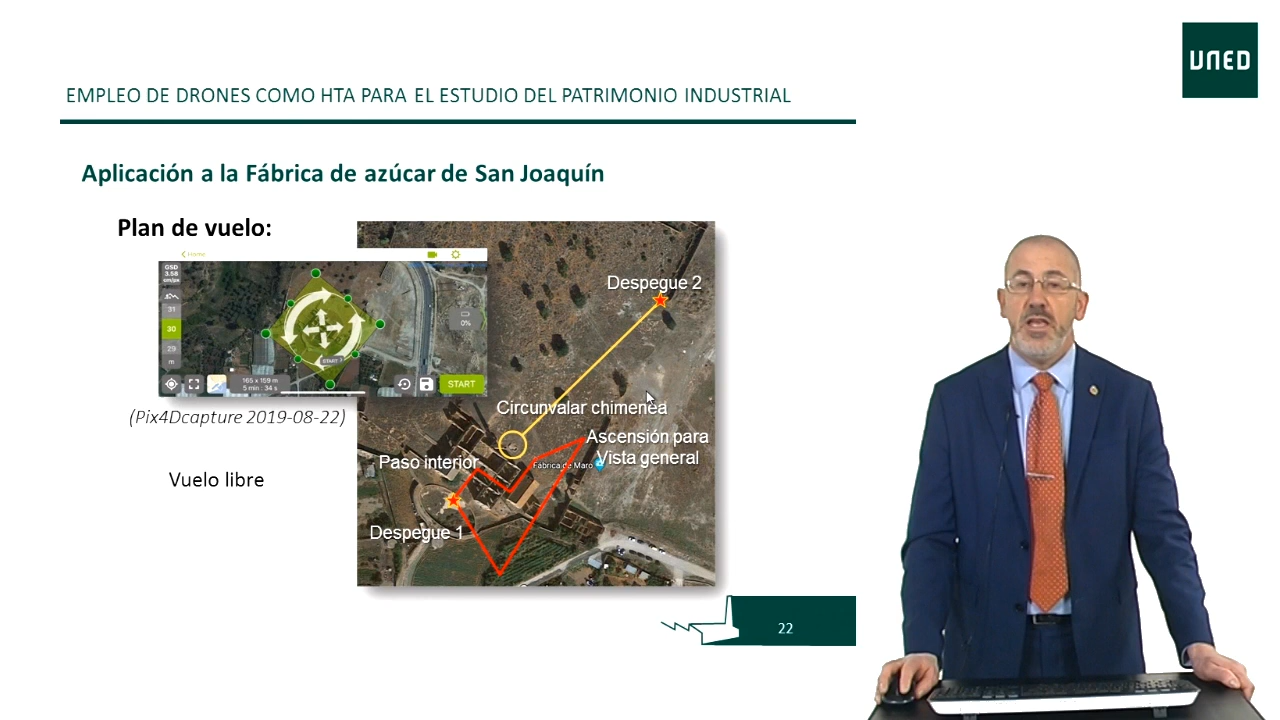 UNED
EMPLEO DE DRONES COMO HTA PARA EL ESTUDIO DEL PATRIMONIO INDUSTRIAL
Aplicación a la Fábrica de azúcar de San Joaquín
Plan de vuelo:
Home
GSD
3.58
cm/px
31
30
29
m
0%
START
165 x 159 m
5 min : 34 s
START
(Pix4Dcapture 2019-08-22)
Vuelo libre
Despegue 2
Circunvalar chimenea
Ascensión para
Vista general
Paso interior
Fábrica de Maro
Despegue 1
22